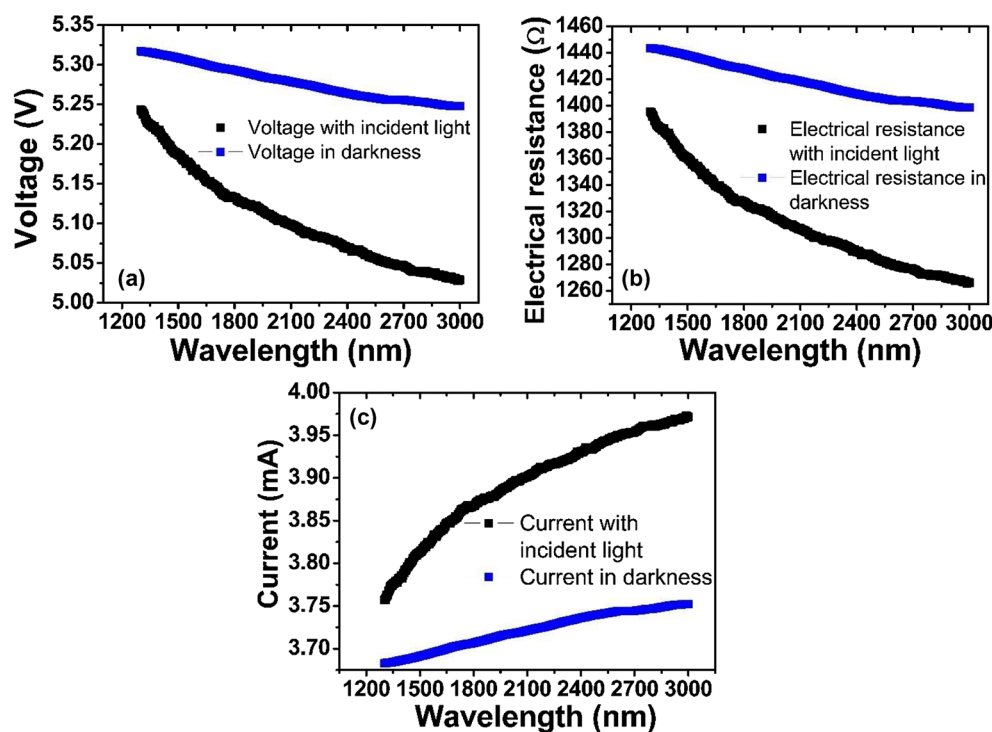 5.35
5.30
5.25
5.20
5.15
5.10
5.05
5.00
Voltage (V)
Voltage with incident light
Voltage in darkness
(a)
1200 1500 1800 2100 2400 2700 3000
Wavelength (nm)
1460
1440
1420
1400
1380
1360
1340
1320
1300
1280
1260
Electrical resistance (Ω)
Electrical resistance
with incident light
Electrical resistance in
darkness
(b)
1200 1500 1800 2100 2400 2700 3000
Wavelength (nm)
4.00
3.95
3.90
3.85
3.80
3.75
3.70
Current (mA)
(c)
Current with
incident light
Current in darkness
1200 1500 1800 2100 2400 2700 3000
Wavelength (nm)